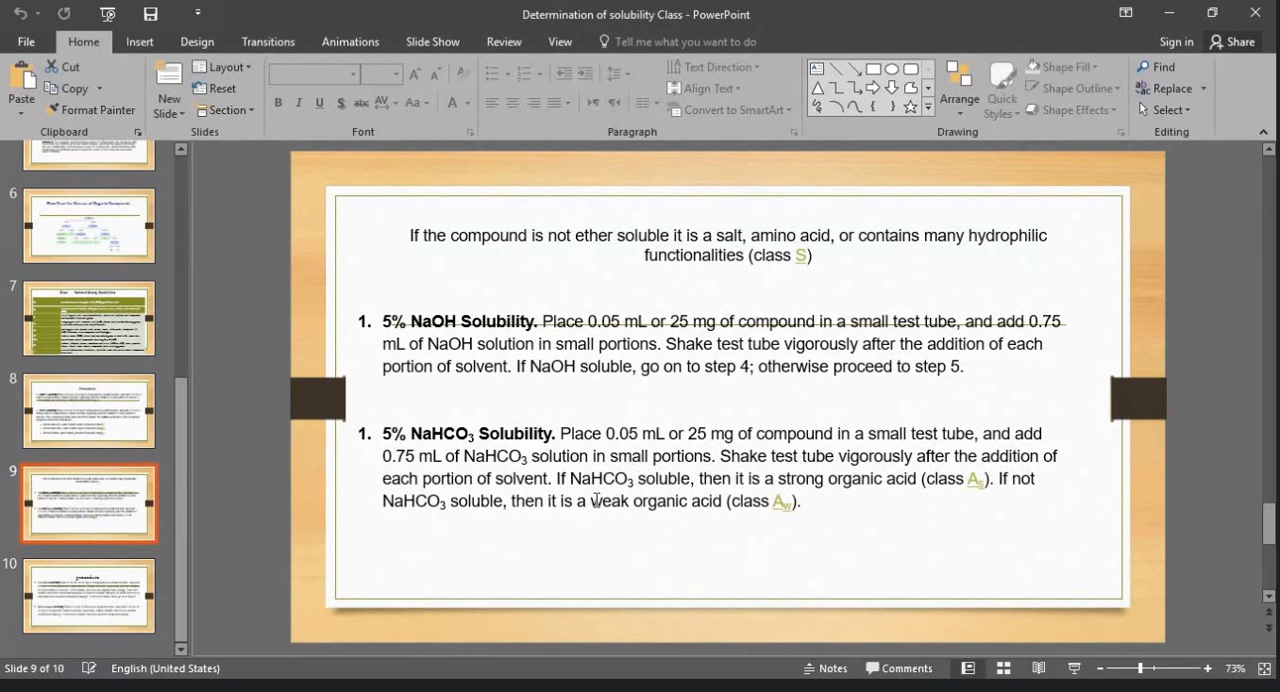 Determination of solubility Class - PowerPoint
File Home Insert Design Transitions Animations Slide Show Review View Tell me what you want to do Sign in Share
Paste
Cut
Copy
Format Painter
Clipboard
New
Slide
Layout
Reset
Section
Slides
B I U S abc AV Aa A
Font
Text Direction
Align Text
Convert to SmartArt
Paragraph
Arrange
Quick
Styles
Shape Fill
Shape Outline
Shape Effects
Drawing
Find
Replace
Select
Editing
6
7
8
9
10
If the compound is not ether soluble it is a salt, amino acid, or contains many hydrophilic
functionalities (class S)
1. 5% NaOH Solubility. Place 0.05 mL or 25 mg of compound in a small test tube, and add 0.75
mL of NaOH solution in small portions. Shake test tube vigorously after the addition of each
portion of solvent. If NaOH soluble, go on to step 4; otherwise proceed to step 5.
1. 5% NaHCO₃ Solubility. Place 0.05 mL or 25 mg of compound in a small test tube, and add
0.75 mL of NaHCO₃ solution in small portions. Shake test tube vigorously after the addition of
each portion of solvent. If NaHCO₃ soluble, then it is a strong organic acid (class Aₛ). If not
NaHCO₃ soluble, then it is a weak organic acid (class A).
Slide 9 of 10 English (United States) Notes Comments 73%